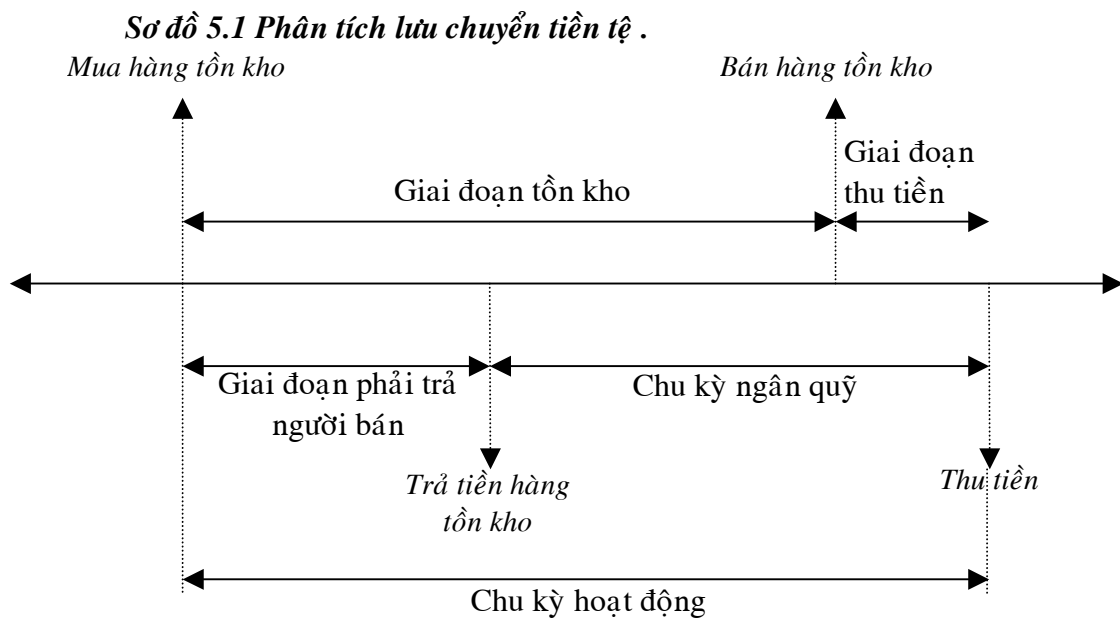 Sơ đồ 5.1 Phân tích lưu chuyển tiền tệ .
Mua hàng tồn kho
Bán hàng tồn kho
Giai đoạn
thu tiền
Giai đoạn tồn kho
Giai đoạn phải trả
người bán
Chu kỳ ngân quỹ
Trả tiền hàng
tồn kho
Thu tiền
Chu kỳ hoạt động